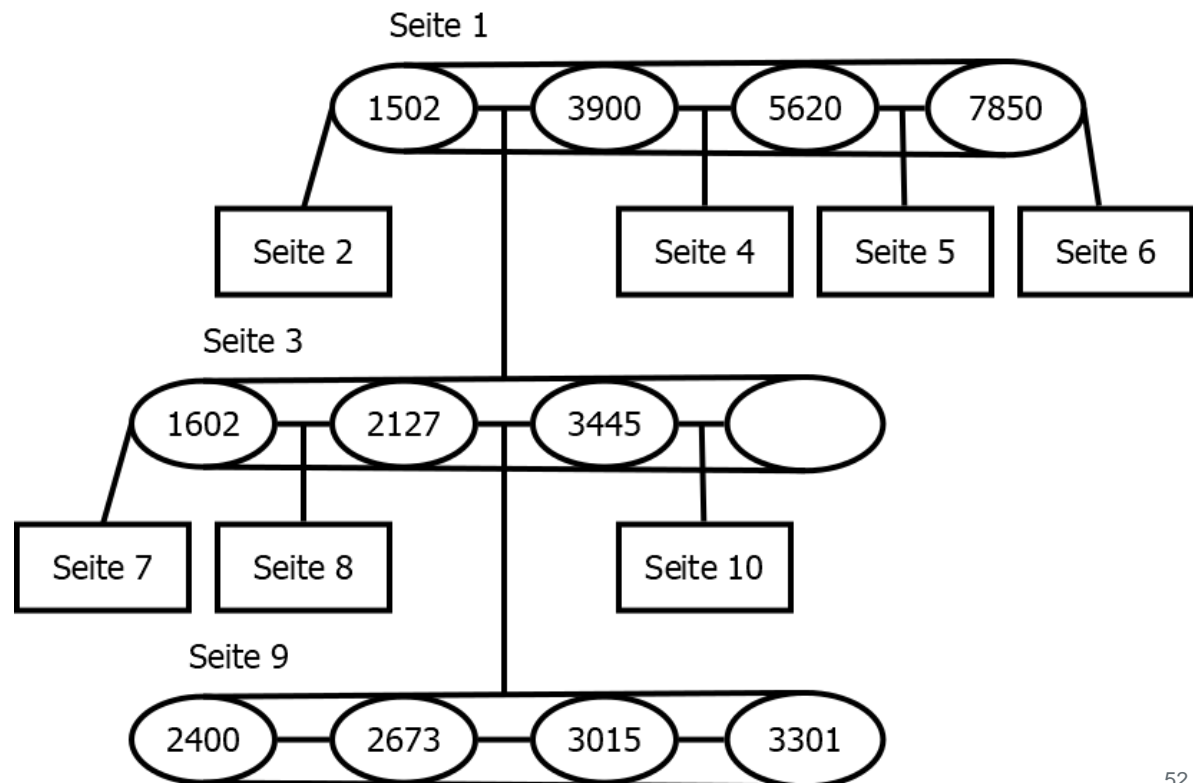 Seite 1
1502 3900 5620 7850
Seite 2 Seite 4 Seite 5 Seite 6
Seite 3
1602 2127 3445
Seite 7 Seite 8 Seite 10
Seite 9
2400 2673 3015 3301
52